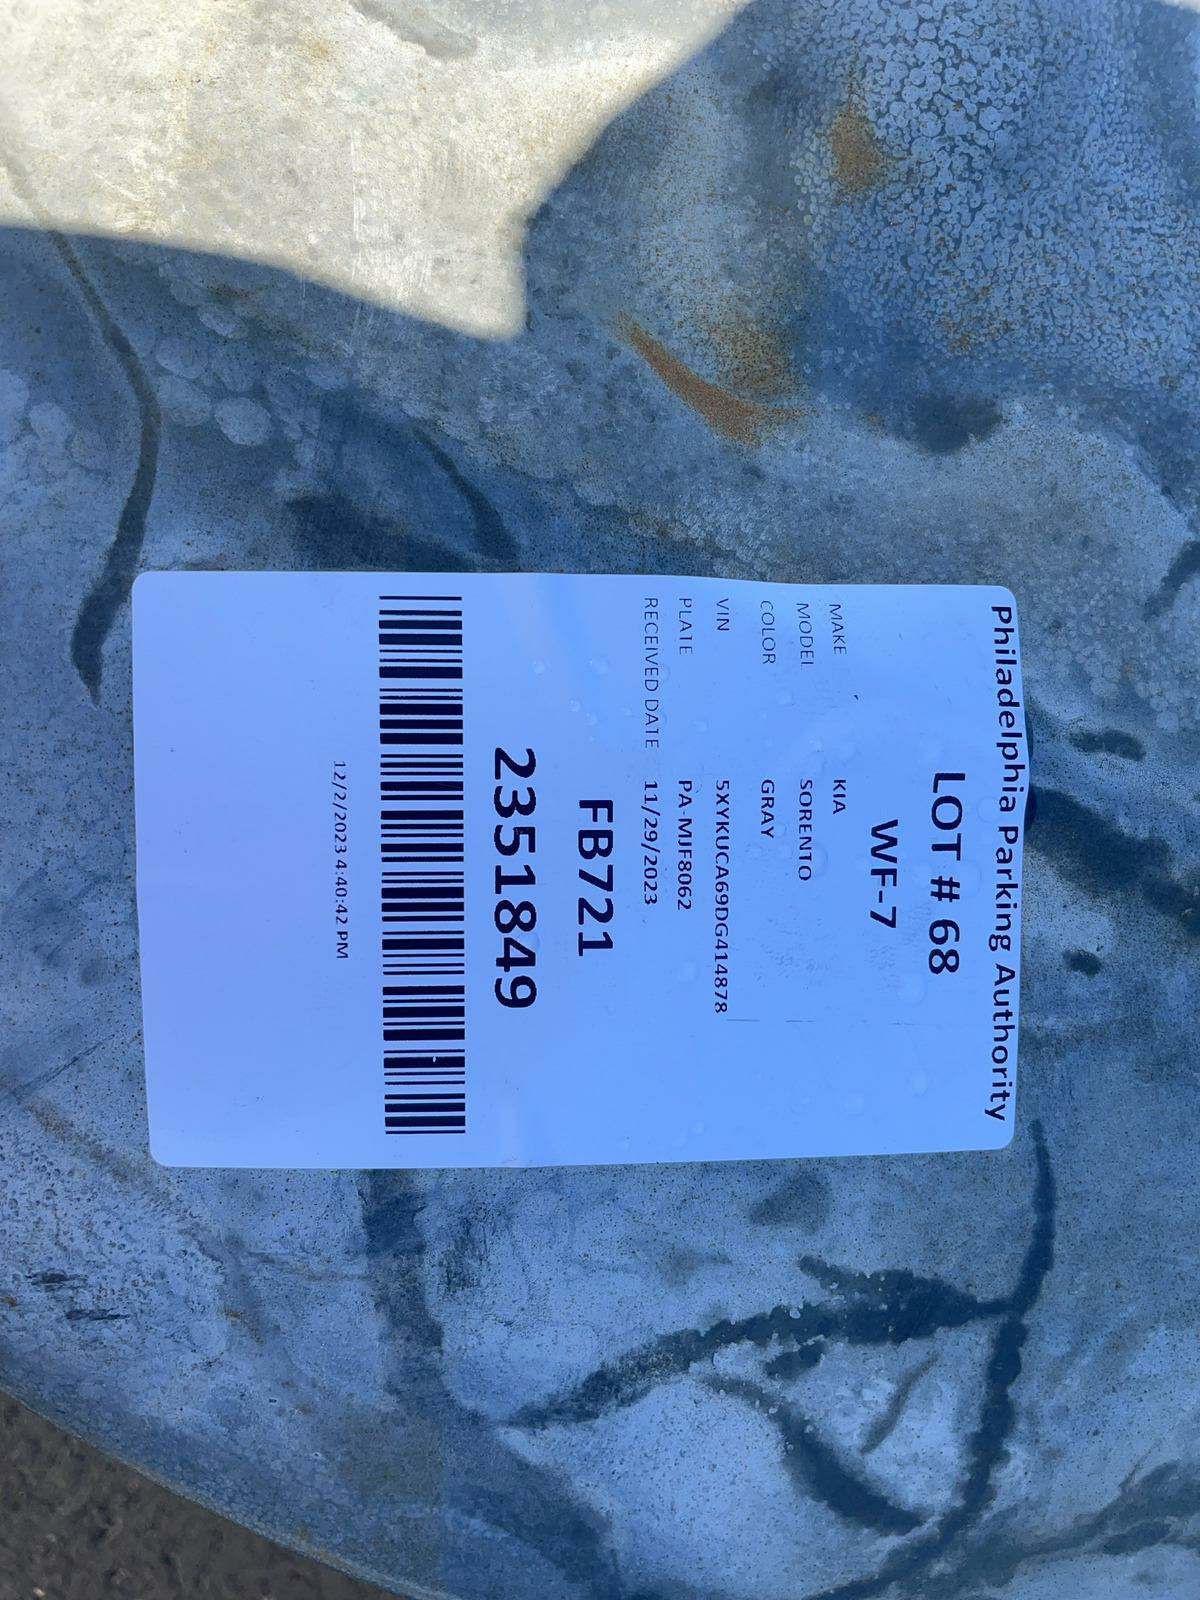 Philadelphia Parking Authority
LOT # 68
WF-7
MAKE KIA
MODEL SORENTO
COLOR GRAY
VIN 5XYKUCA69DG414878
PLATE PA-MJF8062
RECEIVED DATE 11/29/2023
FB721
2351849
12/2/2023 4:40:42 PM